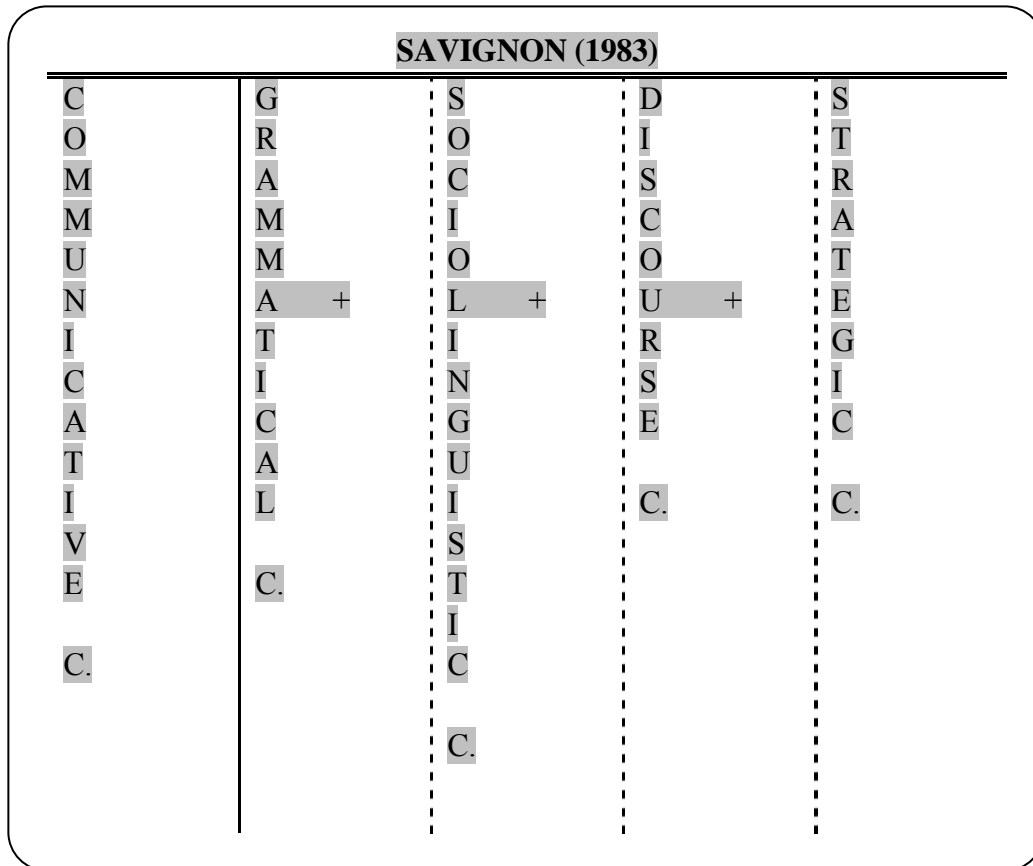 SAVIGNON (1983)
COMMUNICATIVE C.
GRAMMATICAL C.
+
SOCIOLINGUISTIC C.
+
DISCOURSE C.
+
STRATEGIC C.